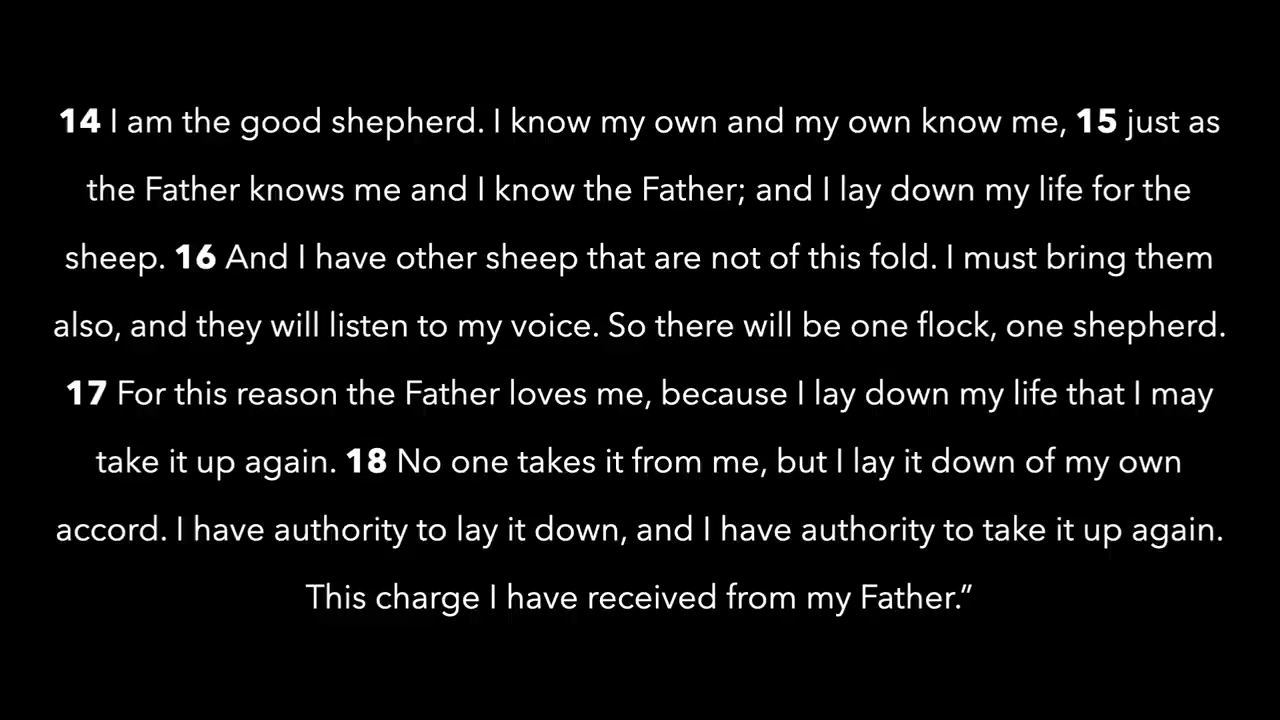 14 I am the good shepherd. I know my own and my own know me, 15 just as
the Father knows me and I know the Father; and I lay down my life for the
sheep. 16 And I have other sheep that are not of this fold. I must bring them
also, and they will listen to my voice. So there will be one flock, one shepherd.
17 For this reason the Father loves me, because I lay down my life that I may
take it up again. 18 No one takes it from me, but I lay it down of my own
accord. I have authority to lay it down, and I have authority to take it up again.
This charge I have received from my Father.”